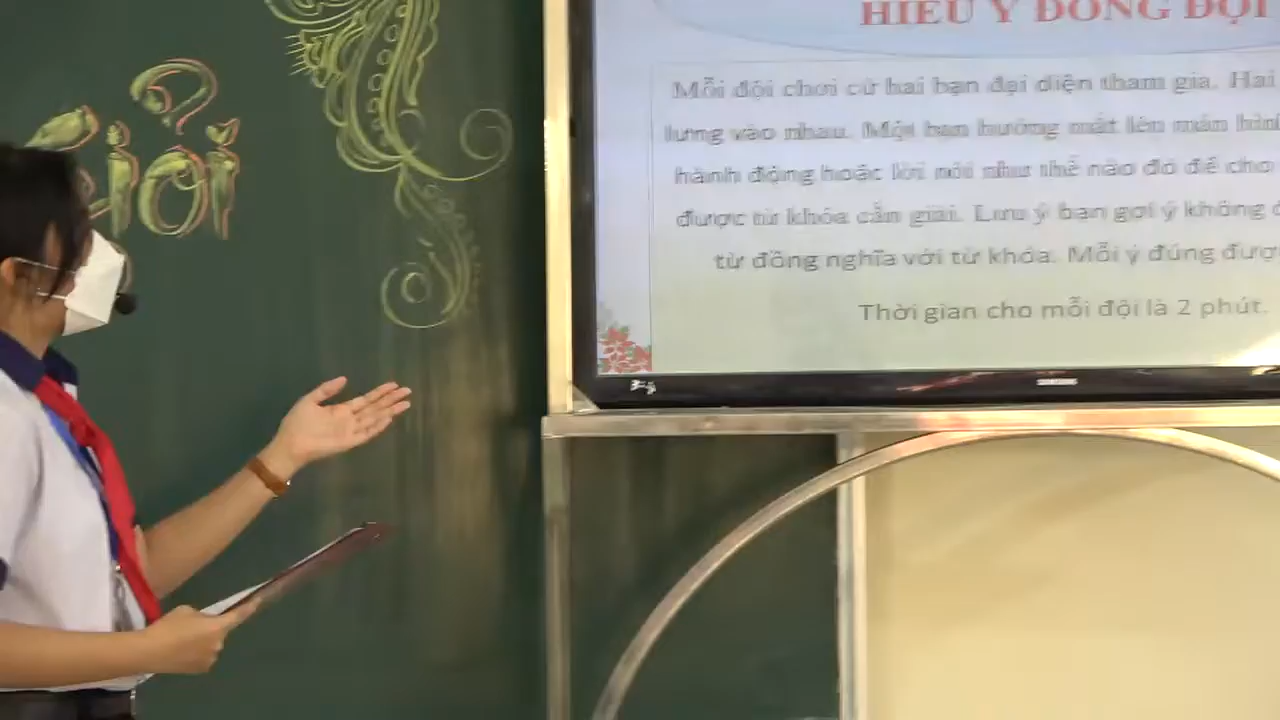 HIỂU Ý ĐỒNG ĐỘI
Mỗi đội chơi cử hai bạn đại diện tham gia. Hai
lưng vào nhau. Một bạn hướng mắt lên màn hình
hành động hoặc lời nói như thế nào đó để cho
được từ khóa cần giải. Lưu ý bạn gợi ý không
từ đồng nghĩa với từ khóa. Mỗi ý đúng được
Thời gian cho mỗi đội là 2 phút.